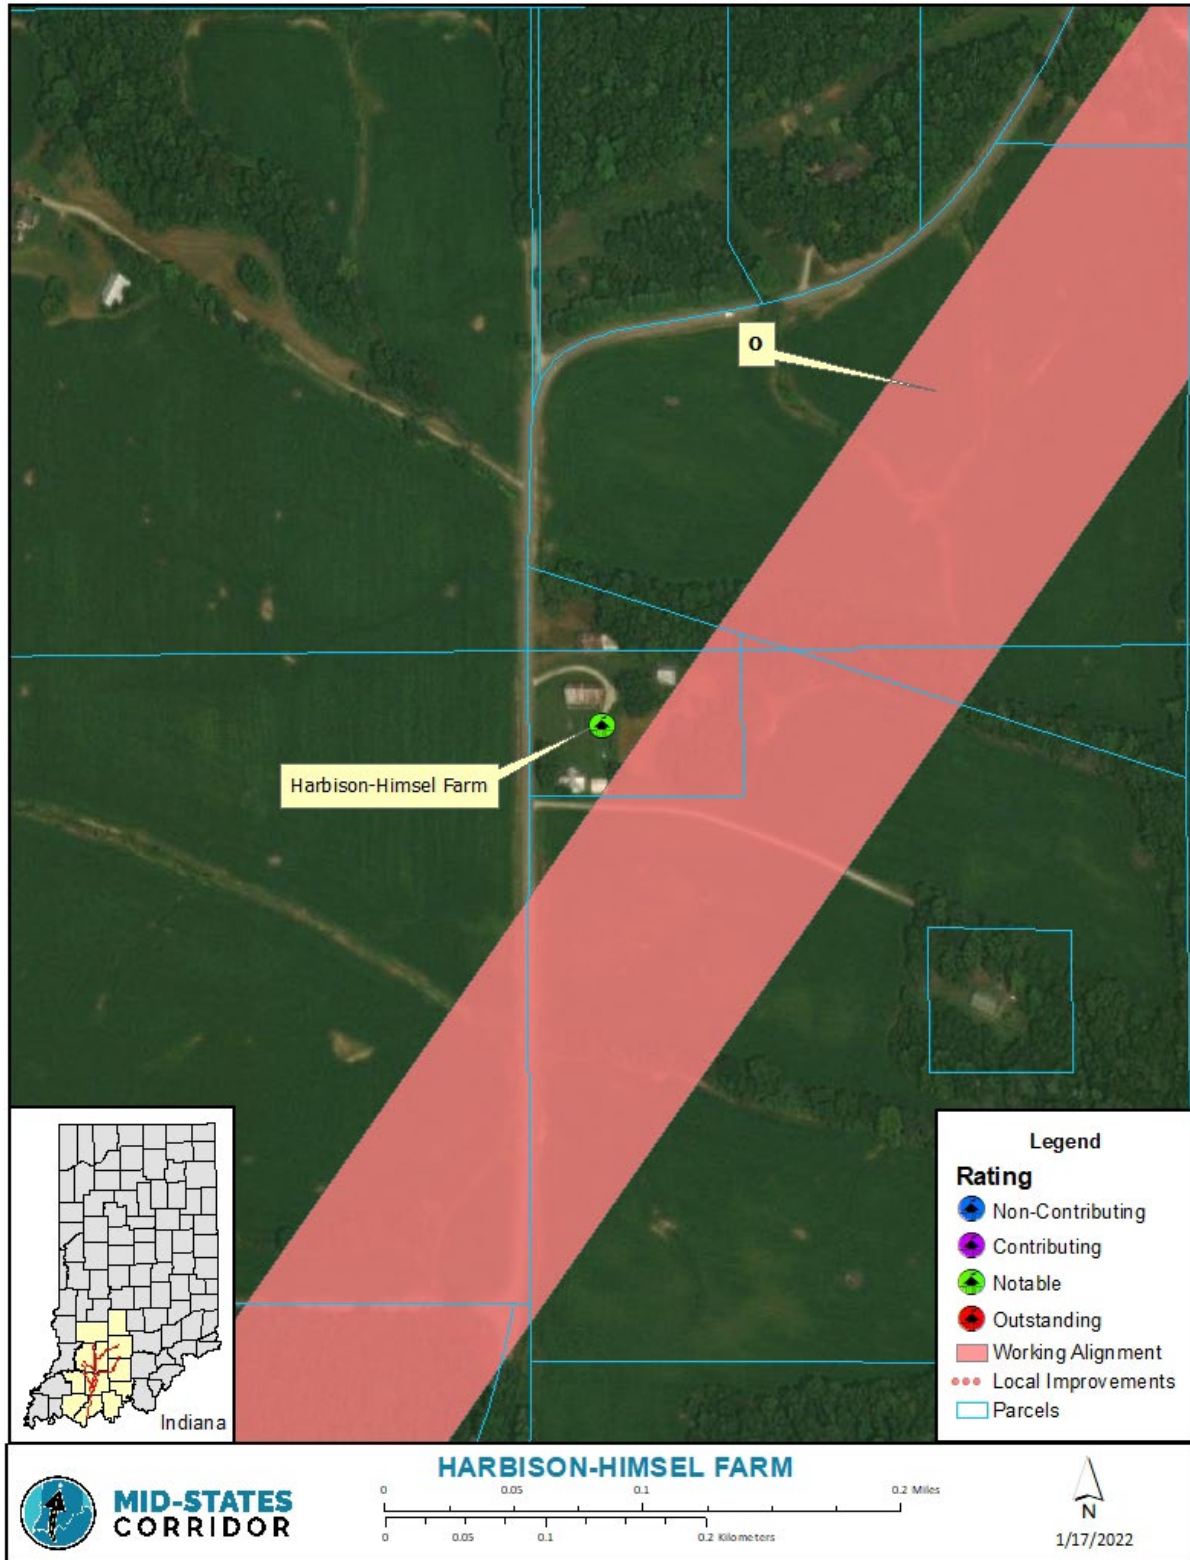 O
Harbison-Himsel Farm
Legend
Rating
Non-Contributing
Contributing
Notable
Outstanding
Working Alignment
Local Improvements
Parcels
Indiana
MID-STATES
CORRIDOR
HARBISON-HIMSEL FARM
0 0.05 0.1 0.2 Miles
0 0.05 0.1 0.2 Kilometers
N
1/17/2022